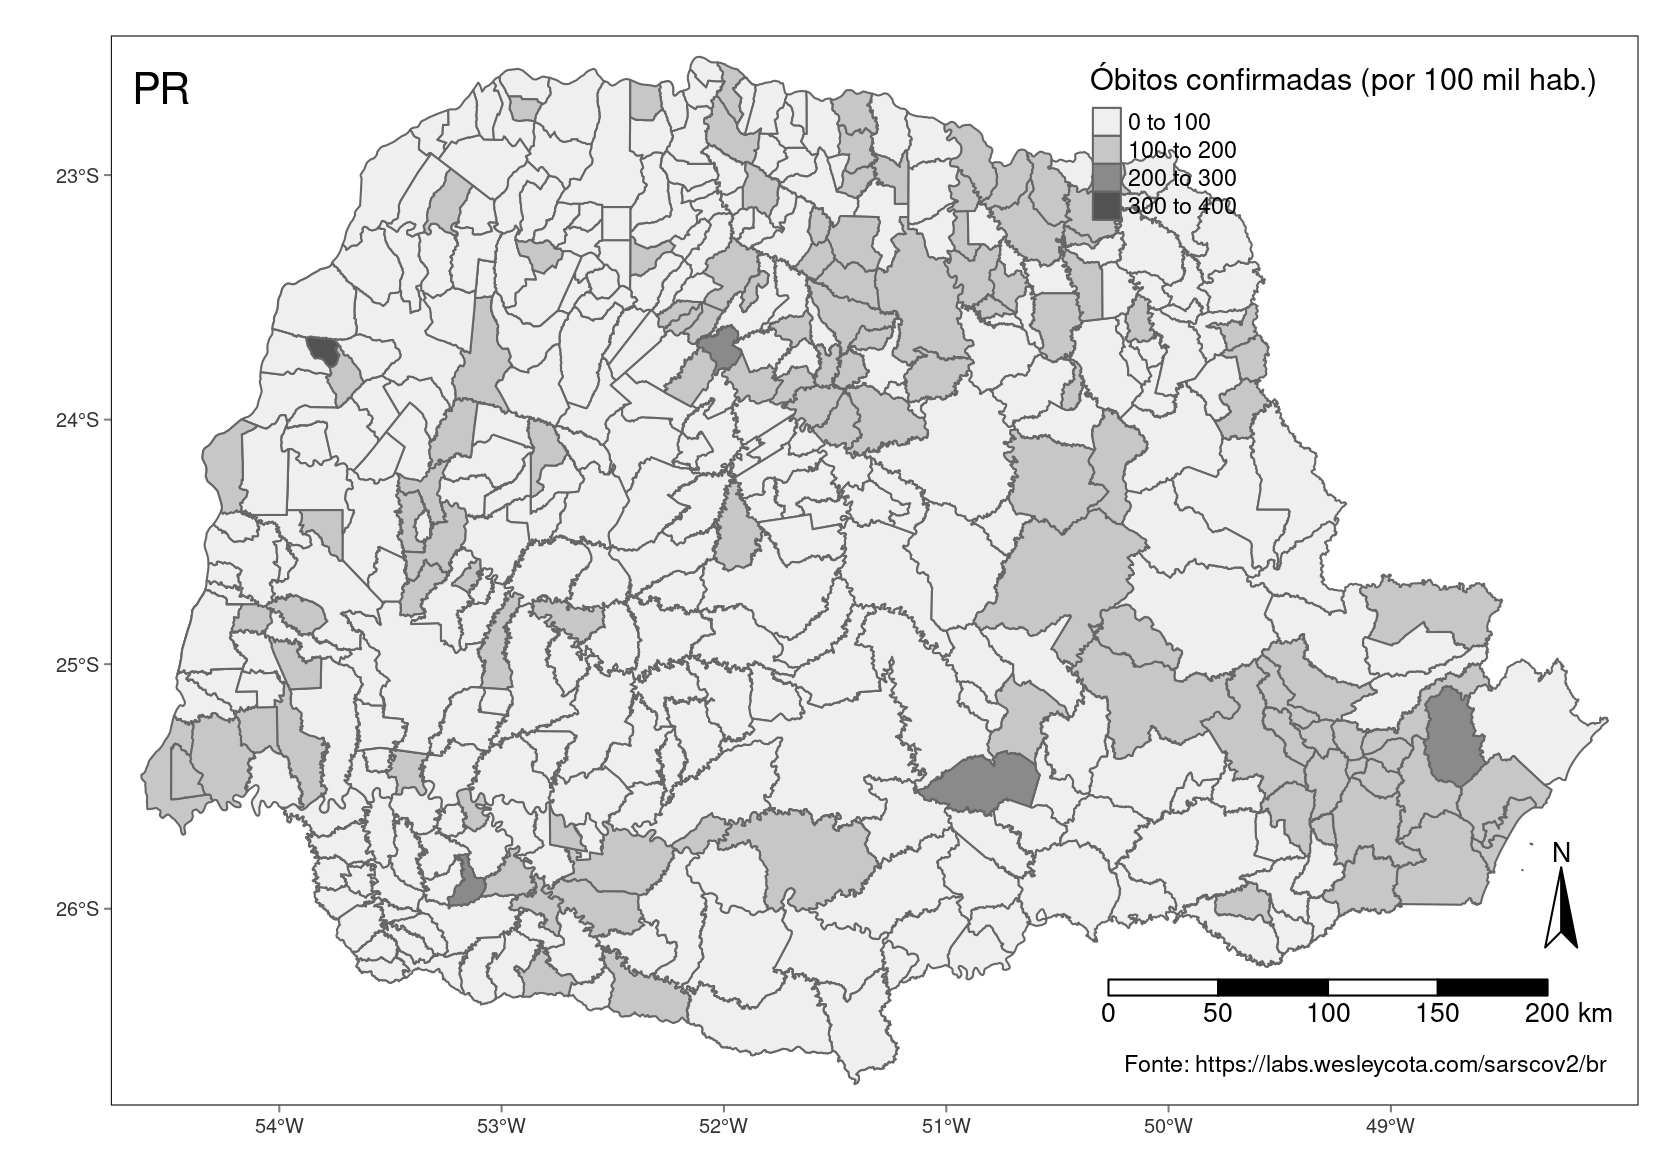 PR
Óbitos confirmadas (por 100 mil hab.)
0 to 100
100 to 200
200 to 300
300 to 400
23°S
24°S
25°S
26°S
N
0 50 100 150 200 km
Fonte: https://labs.wesleycota.com/sarscov2/br
54°W 53°W 52°W 51°W 50°W 49°W